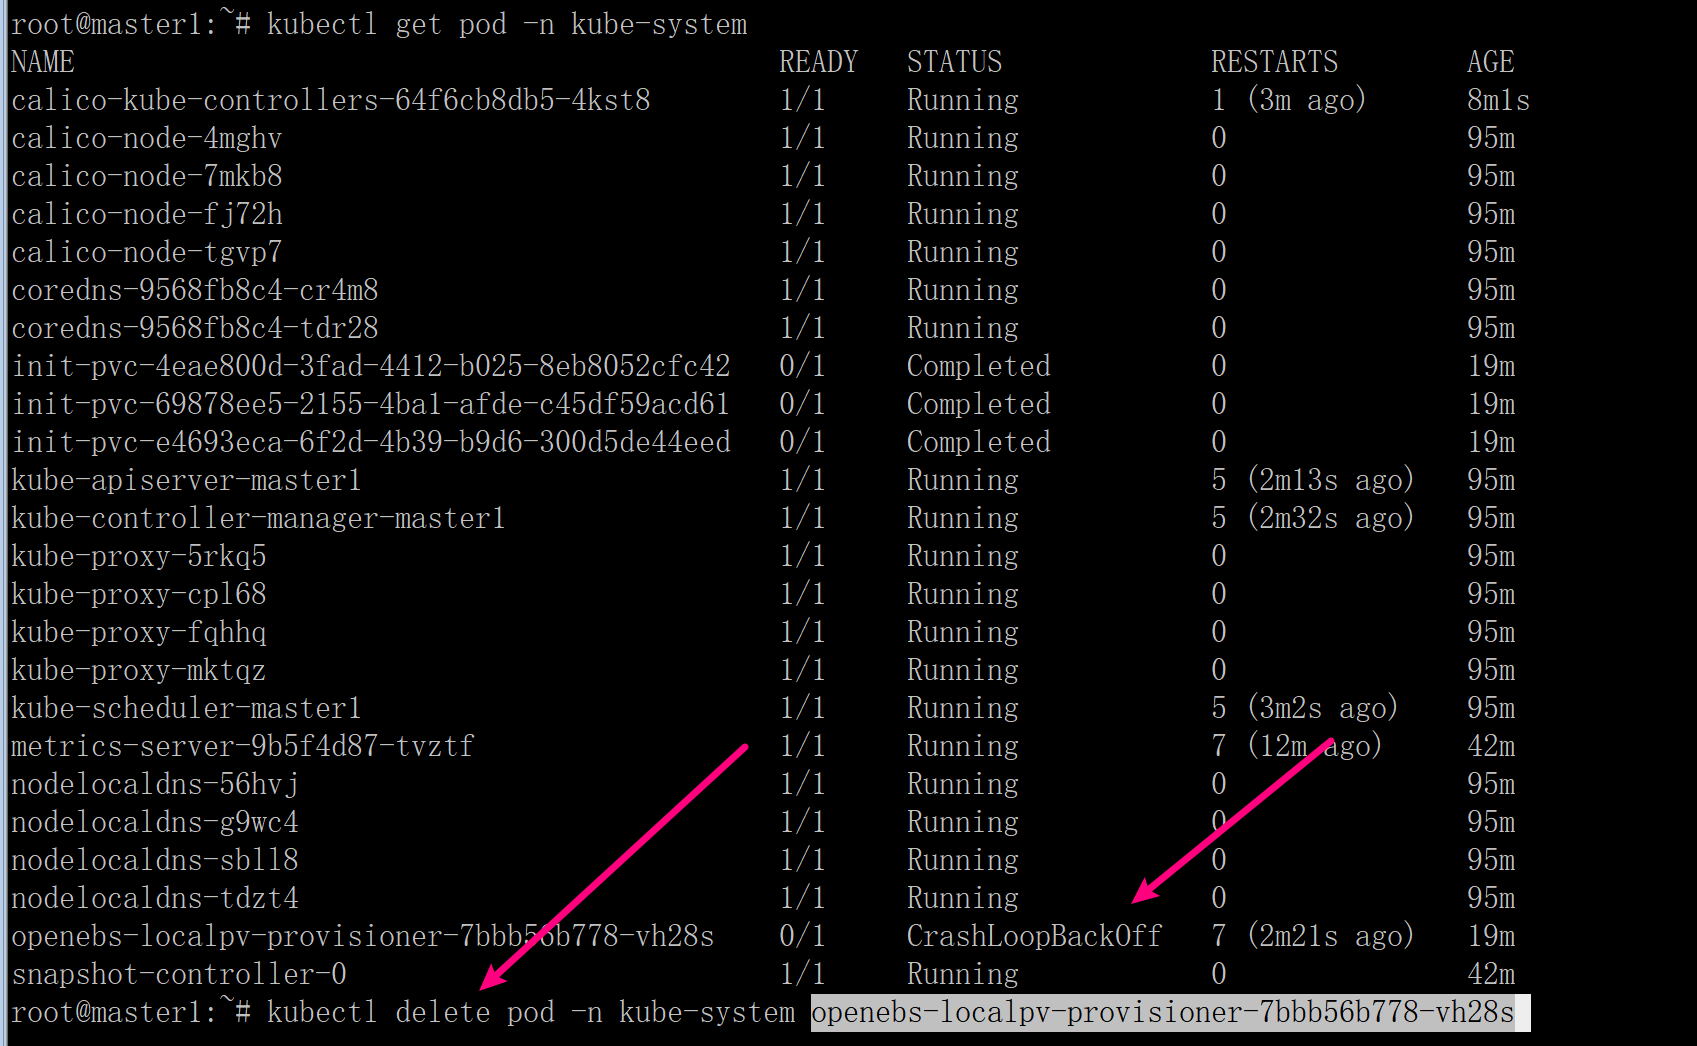 root@master1:~# kubectl get pod -n kube-system
NAME READY STATUS RESTARTS AGE
calico-kube-controllers-64f6cb8db5-4kst8 1/1 Running 1 (3m ago) 8m1s
calico-node-4mghv 1/1 Running 0 95m
calico-node-7mkb8 1/1 Running 0 95m
calico-node-fj72h 1/1 Running 0 95m
calico-node-tgvp7 1/1 Running 0 95m
coredns-9568fb8c4-cr4m8 1/1 Running 0 95m
coredns-9568fb8c4-tdr28 1/1 Running 0 95m
init-pvc-4eae800d-3fad-4412-b025-8eb8052cfc42 0/1 Completed 0 19m
init-pvc-69878ee5-2155-4ba1-afde-c45df59acd61 0/1 Completed 0 19m
init-pvc-e4693eca-6f2d-4b39-b9d6-300d5de44eed 0/1 Completed 0 19m
kube-apiserver-master1 1/1 Running 5 (2m13s ago) 95m
kube-controller-manager-master1 1/1 Running 5 (2m32s ago) 95m
kube-proxy-5rkq5 1/1 Running 0 95m
kube-proxy-cpl68 1/1 Running 0 95m
kube-proxy-fqhhq 1/1 Running 0 95m
kube-proxy-mktqz 1/1 Running 0 95m
kube-scheduler-master1 1/1 Running 5 (3m2s ago) 95m
metrics-server-9b5f4d87-tvztf 1/1 Running 7 (12m ago) 42m
nodelocaldns-56hvj 1/1 Running 0 95m
nodelocaldns-g9wc4 1/1 Running 0 95m
nodelocaldns-sbll8 1/1 Running 0 95m
nodelocaldns-tdzt4 1/1 Running 0 95m
openebs-localpv-provisioner-7bbb56b778-vh28s 0/1 CrashLoopBackOff 7 (2m21s ago) 19m
snapshot-controller-0 1/1 Running 0 42m
root@master1:~# kubectl delete pod -n kube-system openebs-localpv-provisioner-7bbb56b778-vh28s